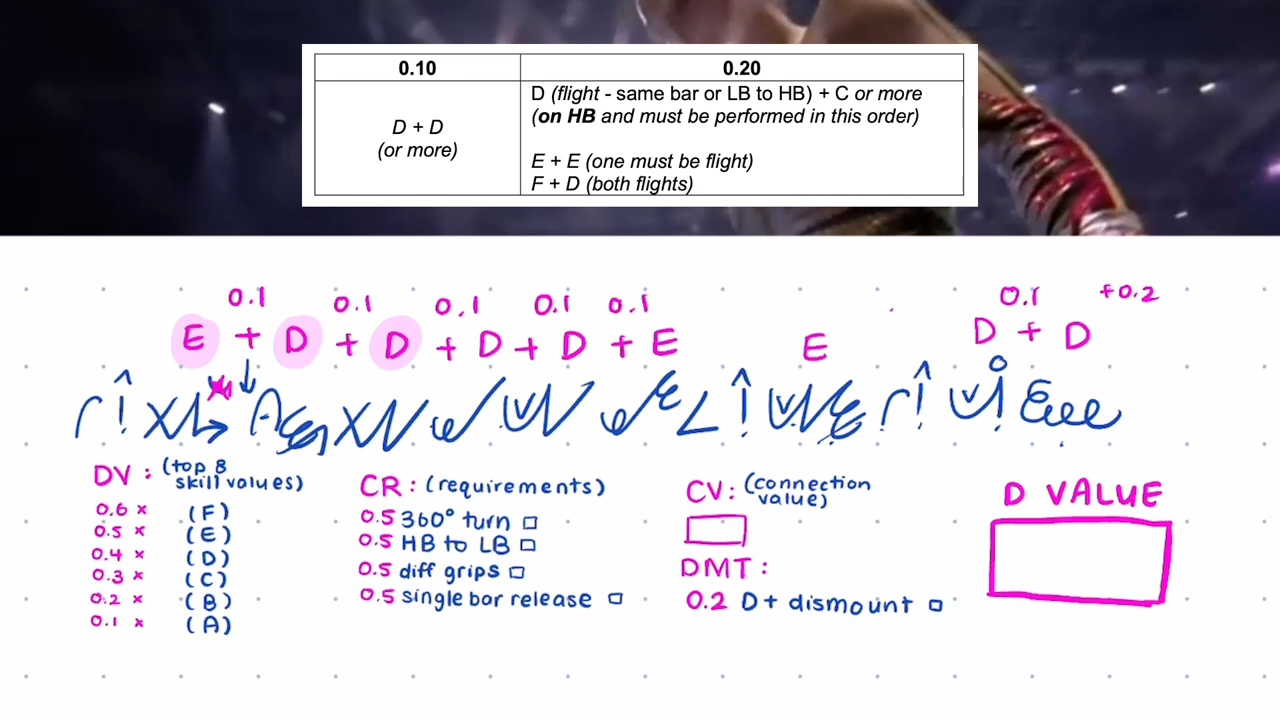 0.10 0.20
D + D
(or more)
D (flight - same bar or LB to HB) + C or more
(on HB and must be performed in this order)
E + E (one must be flight)
F + D (both flights)
0.1 0.1 0.1 0.1 0.1 0.1 +0.2
E + D + D + D + D + E E D + D
DV: (top 8 skill values)
0.6 x (F)
0.5 x (E)
0.4 x (D)
0.3 x (C)
0.2 x (B)
0.1 x (A)
CR: (requirements)
0.5 360° turn
0.5 HB to LB
0.5 diff grips
0.5 single bar release
CV: (connection value)
DMT:
0.2 D+ dismount
D VALUE